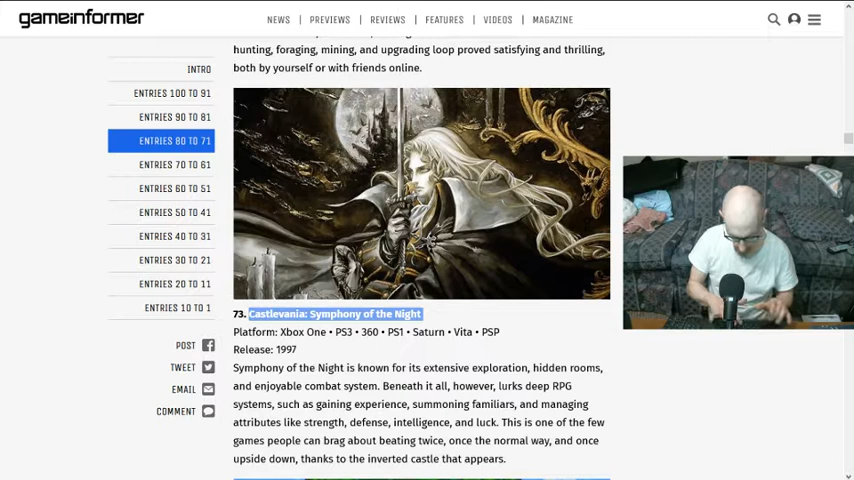 gameinformer
NEWS PREVIEWS REVIEWS FEATURES VIDEOS MAGAZINE
hunting, foraging, mining, and upgrading loop proved satisfying and thrilling,
both by yourself or with friends online.
INTRO
ENTRIES 100 TO 91
ENTRIES 90 TO 81
ENTRIES 80 TO 71
ENTRIES 70 TO 61
ENTRIES 60 TO 51
ENTRIES 50 TO 41
ENTRIES 40 TO 31
ENTRIES 30 TO 21
ENTRIES 20 TO 11
ENTRIES 10 TO 1
POST
TWEET
EMAIL
COMMENT
73. Castlevania: Symphony of the Night
Platform: Xbox One • PS3 • 360 • PS1 • Saturn • Vita • PSP
Release: 1997
Symphony of the Night is known for its extensive exploration, hidden rooms,
and enjoyable combat system. Beneath it all, however, lurks deep RPG
systems, such as gaining experience, summoning familiars, and managing
attributes like strength, defense, intelligence, and luck. This is one of the few
games people can brag about beating twice, once the normal way, and once
upside down, thanks to the inverted castle that appears.